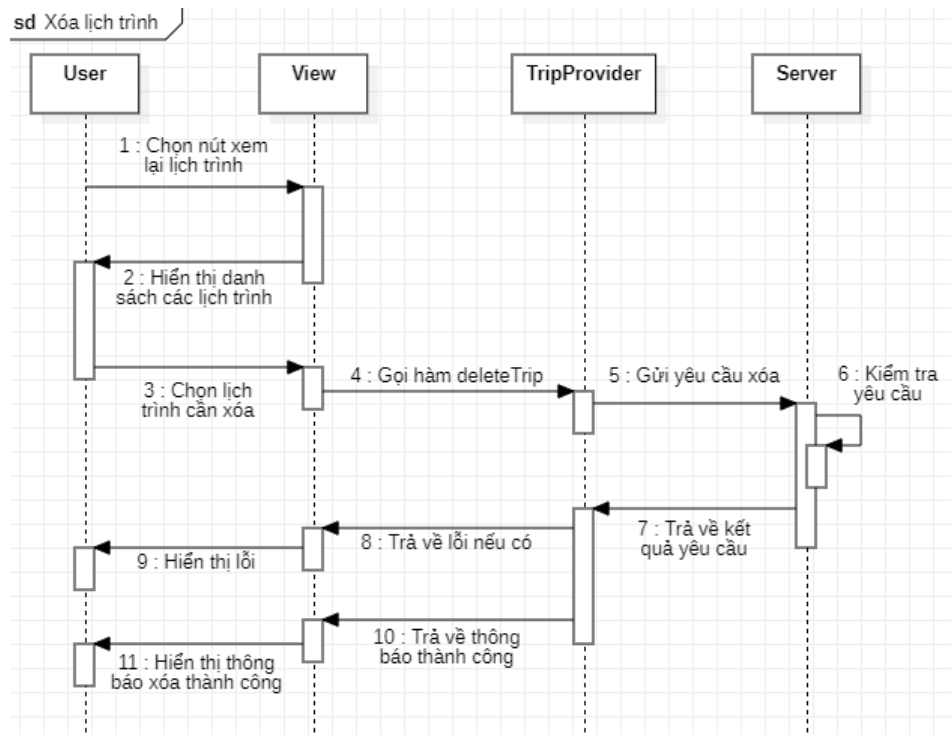 sd Xóa lịch trình
User
View
TripProvider
Server
1 : Chọn nút xem
lại lịch trình
2 : Hiển thị danh
sách các lịch trình
3 : Chọn lịch
trình cần xóa
4 : Gọi hàm deleteTrip
5 : Gửi yêu cầu xóa
6 : Kiểm tra
yêu cầu
7 : Trả về kết
quả yêu cầu
8 : Trả về lỗi nếu có
9 : Hiển thị lỗi
10 : Trả về thông
báo thành công
11 : Hiển thị thông
báo xóa thành công